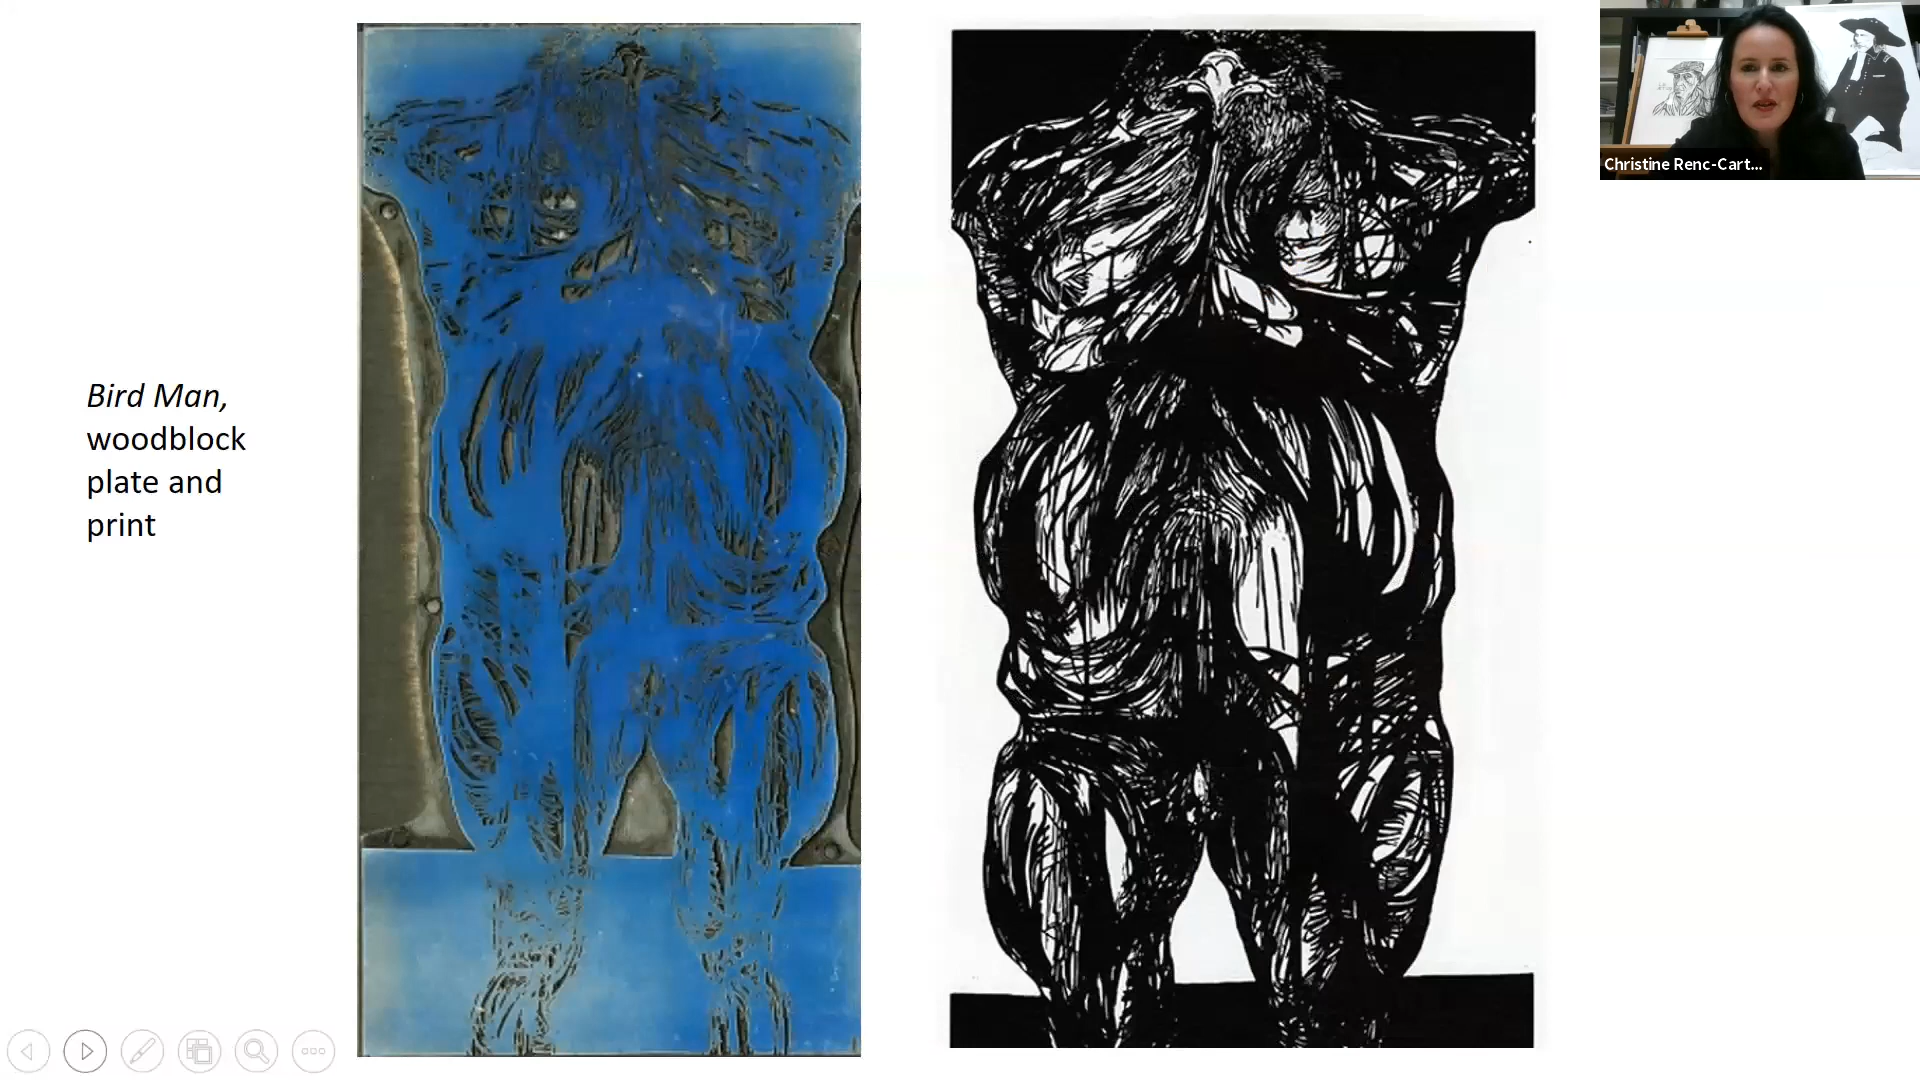 Bird Man,
woodblock
plate and
print
Christine Renc-Cart...